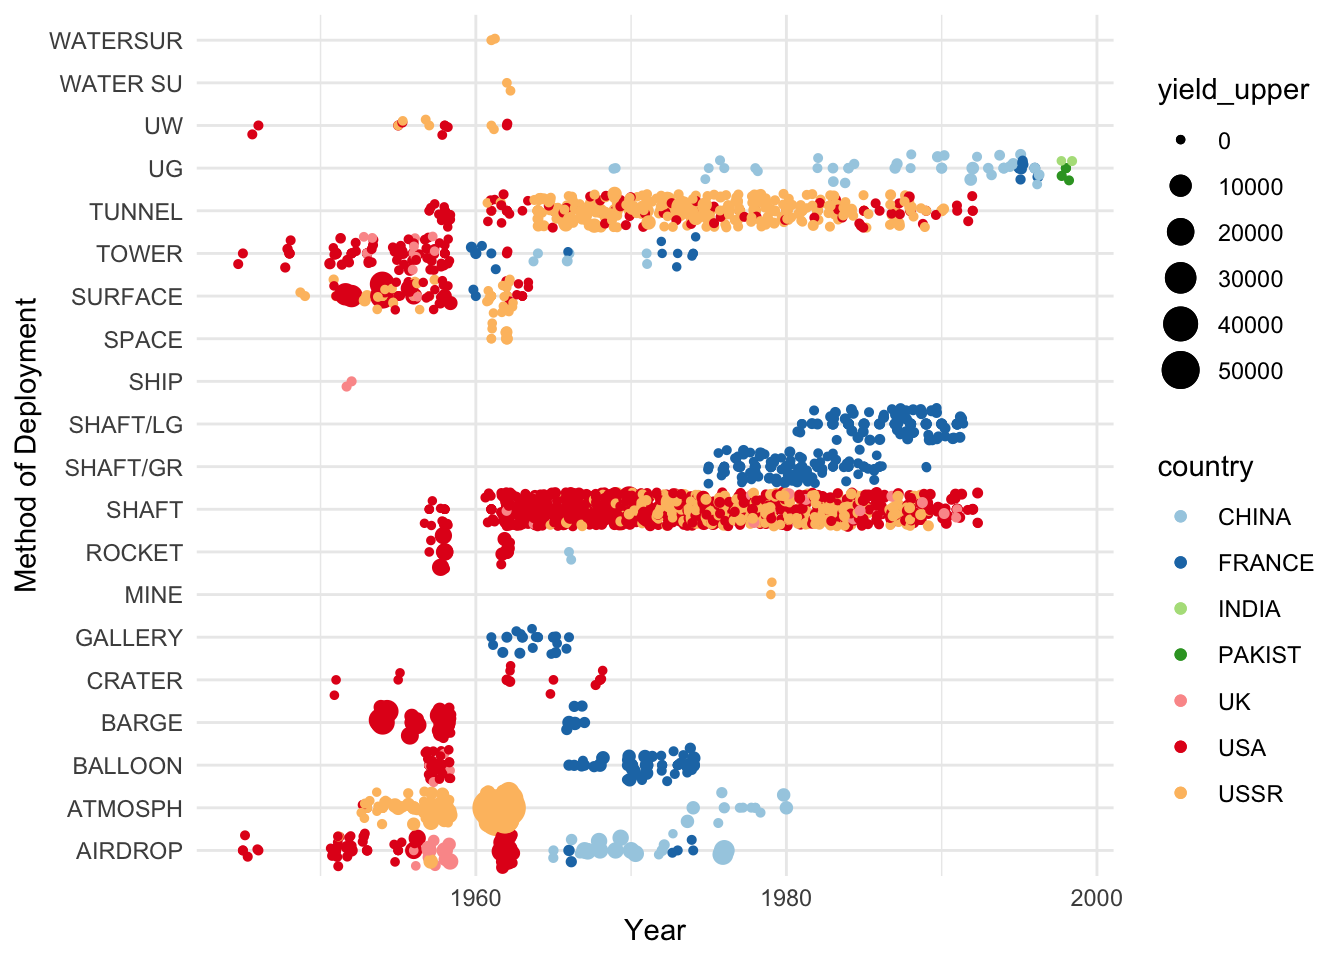 WATERSUR
WATER SU
UW
UG
TUNNEL
TOWER
SURFACE
SPACE
SHIP
SHAFT/LG
SHAFT/GR
SHAFT
ROCKET
MINE
GALLERY
CRATER
BARGE
BALLOON
ATMOSPH
AIRDROP
Method of Deployment
1960
1980
2000
Year
yield_upper
0
10000
20000
30000
40000
50000
country
CHINA
FRANCE
INDIA
PAKIST
UK
USA
USSR